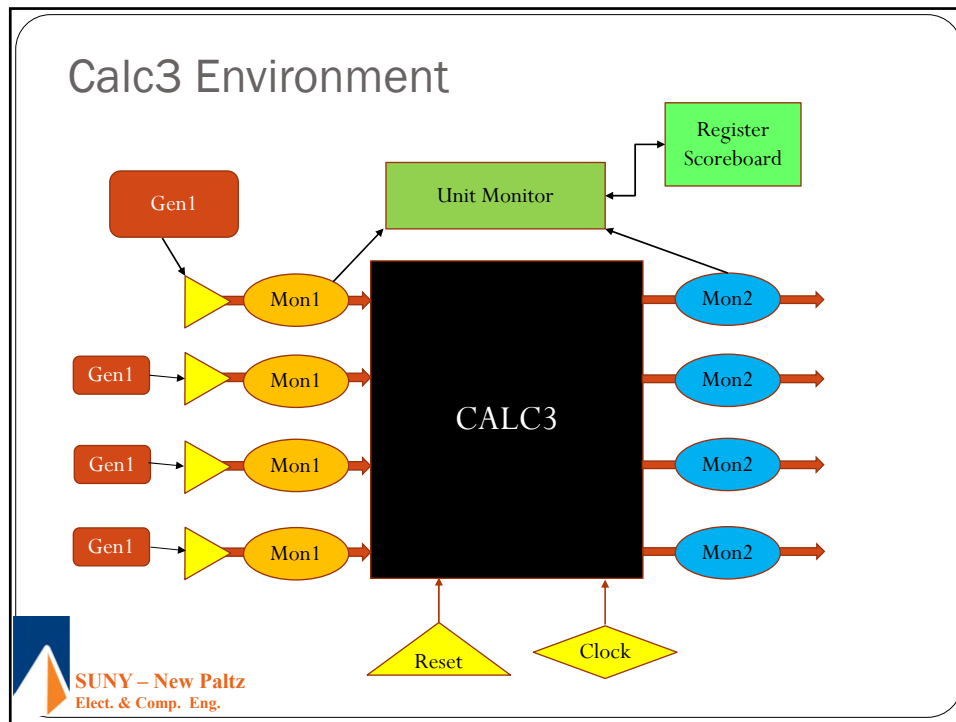 Calc3 Environment
Register
Scoreboard
Unit Monitor
Gen1
Mon1
Mon2
Gen1
Mon1
Mon2
CALC3
Gen1
Mon1
Mon2
Gen1
Mon1
Mon2
Reset
Clock
SUNY – New Paltz
Elect. & Comp. Eng.